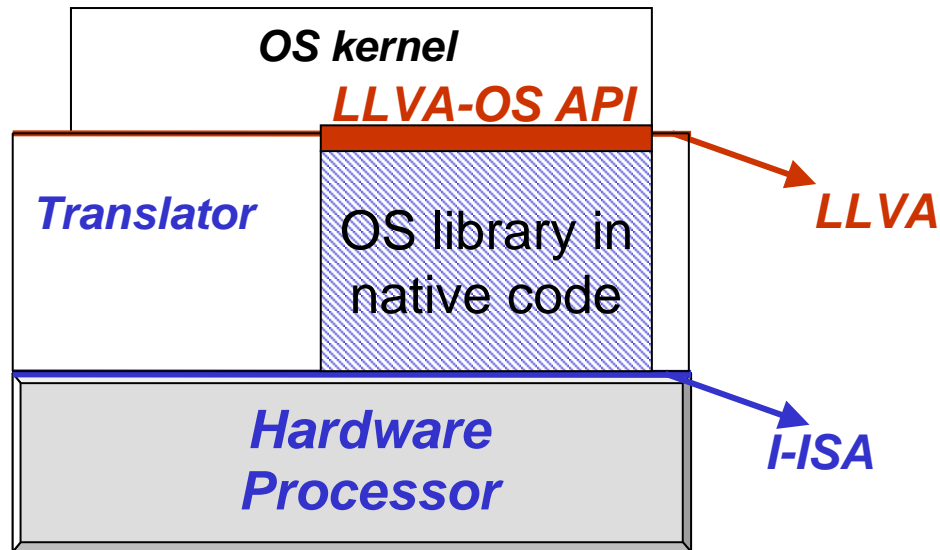 OS kernel
LLVA-OS API
Translator
OS library in
native code
LLVA
Hardware
Processor
I-ISA